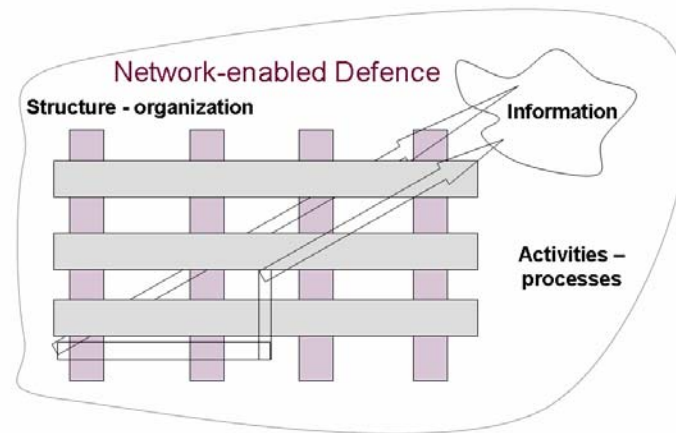 Network-enabled Defence
Structure - organization
Information
Activities –
processes